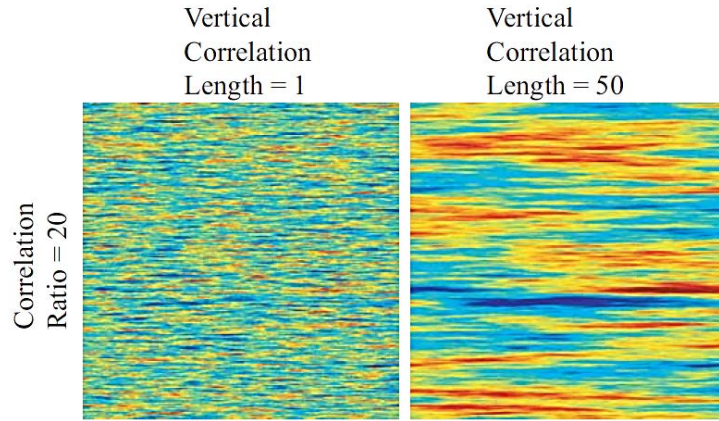 Vertical
Correlation
Length = 1
Vertical
Correlation
Length = 50
Correlation
Ratio = 20